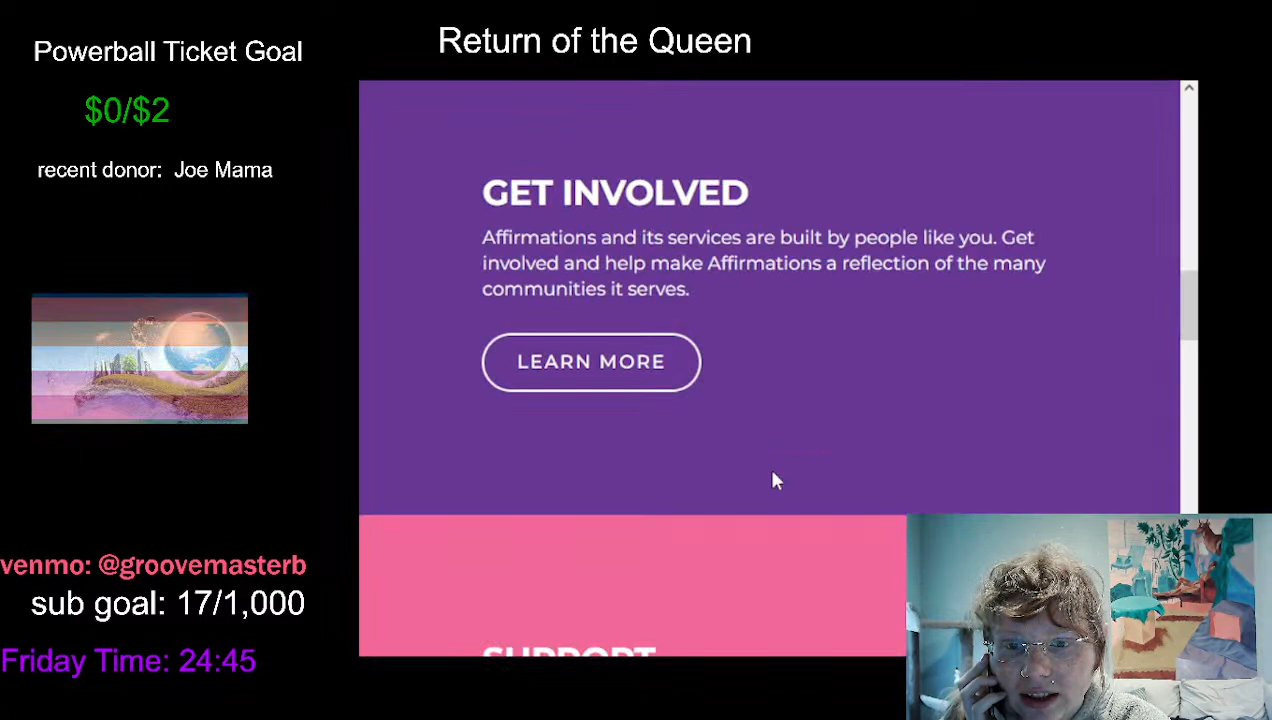 Powerball Ticket Goal
$0/$2
recent donor: Joe Mama
venmo: @groovemasterb
sub goal: 17/1,000
Friday Time: 24:45
Return of the Queen
GET INVOLVED
Affirmations and its services are built by people like you. Get
involved and help make Affirmations a reflection of the many
communities it serves.
LEARN MORE
SUPPORT